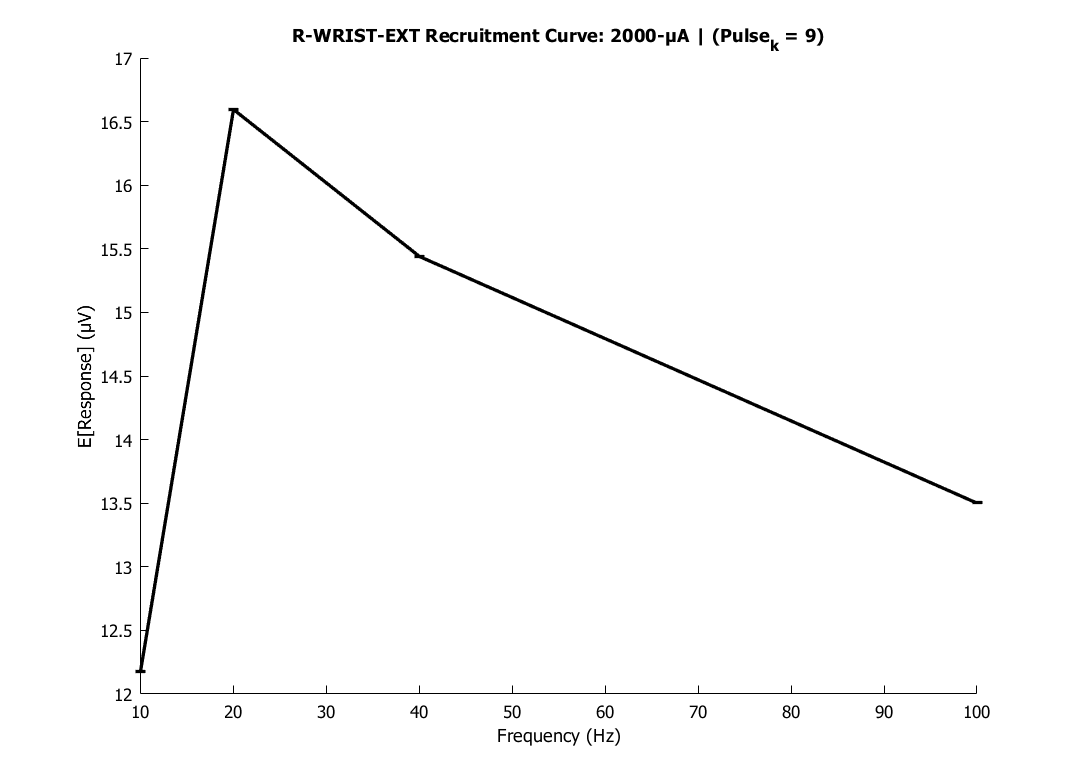 R-WRIST-EXT Recruitment Curve: 2000-µA | (Pulsek = 9)
17
16.5
16
15.5
15
14.5
14
13.5
13
12.5
12
E[Response] (µV)
10 20 30 40 50 60 70 80 90 100
Frequency (Hz)